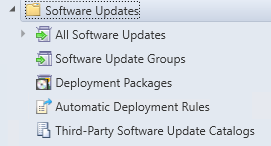 Software Updates
All Software Updates
Software Update Groups
Deployment Packages
Automatic Deployment Rules
Third-Party Software Update Catalogs